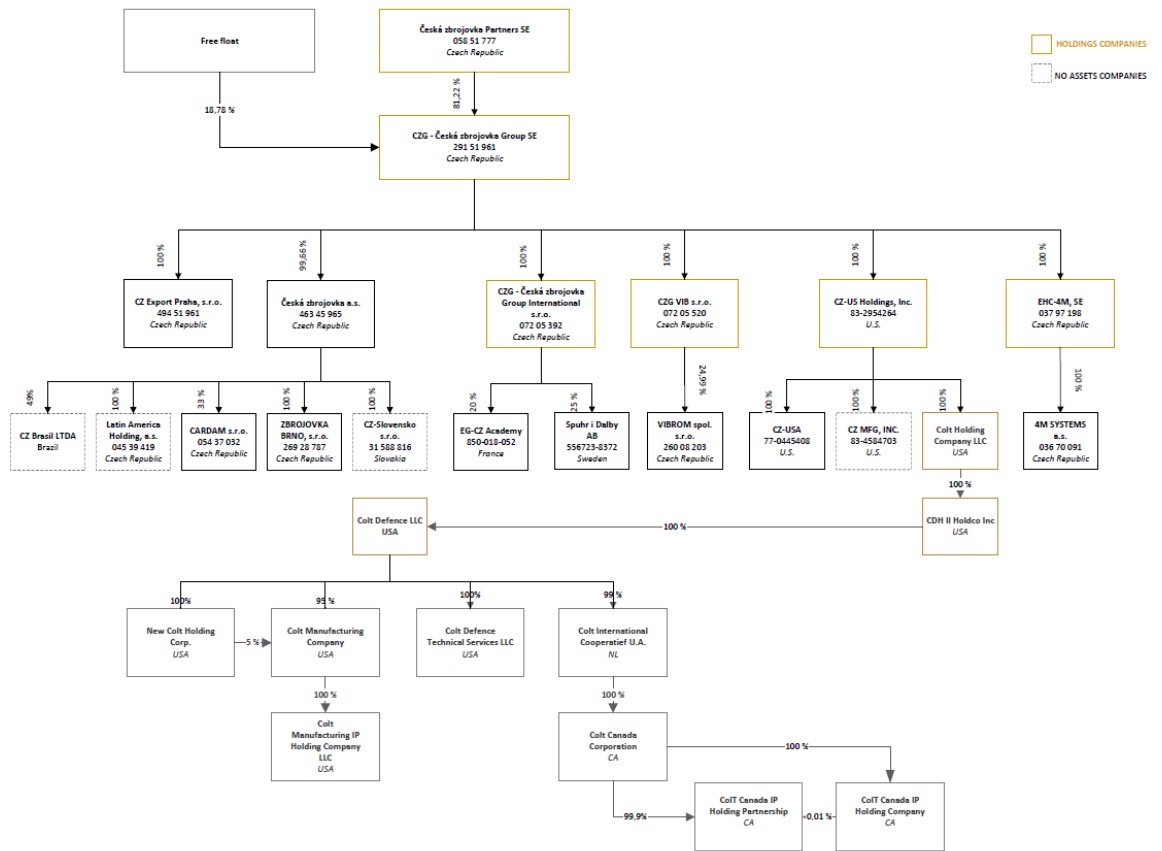 Free float
Česká zbrojovka Partners SE
058 51 777
Czech Republic
HOLDINGS COMPANIES
NO ASSETS COMPANIES
18,78 %
81,22 %
CZG - Česká zbrojovka Group SE
291 51 961
Czech Republic
100 %
99,66%
100 %
100 %
100 %
100 %
CZ Export Praha, s.r.o.
494 51 961
Czech Republic
Česká zbrojovka a.s.
463 45 965
Czech Republic
CZG - Česká zbrojovka
Group International
s.r.o.
072 05 392
Czech Republic
CZG VIB s.r.o.
072 05 520
Czech Republic
CZ-US Holdings, Inc.
83-2954264
U.S.
EHC-4M, SE
037 97 198
Czech Republic
49%
100 %
33 %
100 %
100 %
20 %
25 %
24,99 %
100 %
100 %
100%
100 %
CZ Brasil LTDA
Brazil
Latin America
Holding, a.s.
045 39 419
Czech Republic
CARDAM s.r.o.
054 37 032
Czech Republic
ZBROJOVKA
BRNO, s.r.o.
269 28 787
Czech Republic
CZ-Slovensko
s.r.o.
31 588 816
Slovakia
EG-CZ Academy
850-018-052
France
Spuhr i Dalby
AB
556723-8372
Sweden
VIBROM spol.
s.r.o.
260 08 203
Czech Republic
CZ-USA
77-0445408
U.S.
CZ MFG, INC.
83-4584703
U.S.
Colt Holding
Company LLC
USA
4M SYSTEMS
a.s.
036 70 091
Czech Republic
100 %
Colt Defence LLC
USA
100 %
CDH II Holdco Inc
USA
100%
95 %
100%
99 %
New Colt Holding
Corp.
USA
5 %
Colt Manufacturing
Company
USA
Colt Defence
Technical Services LLC
USA
Colt International
Cooperatief U.A.
NL
100 %
100 %
Colt
Manufacturing IP
Holding Company
LLC
USA
Colt Canada
Corporation
CA
100 %
99,9%
ColT Canada IP
Holding Partnership
CA
0,01 %
ColT Canada IP
Holding Company
CA